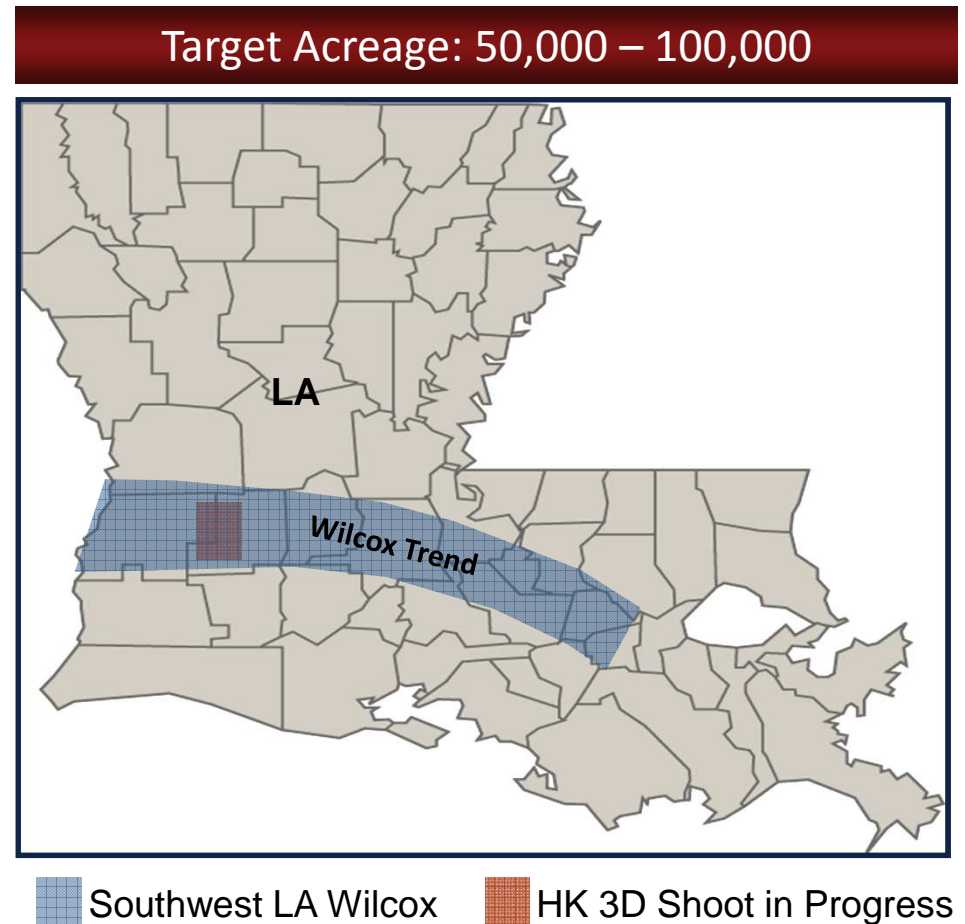 Target Acreage: 50,000 – 100,000
LA
Wilcox Trend
Southwest LA Wilcox
HK 3D Shoot in Progress